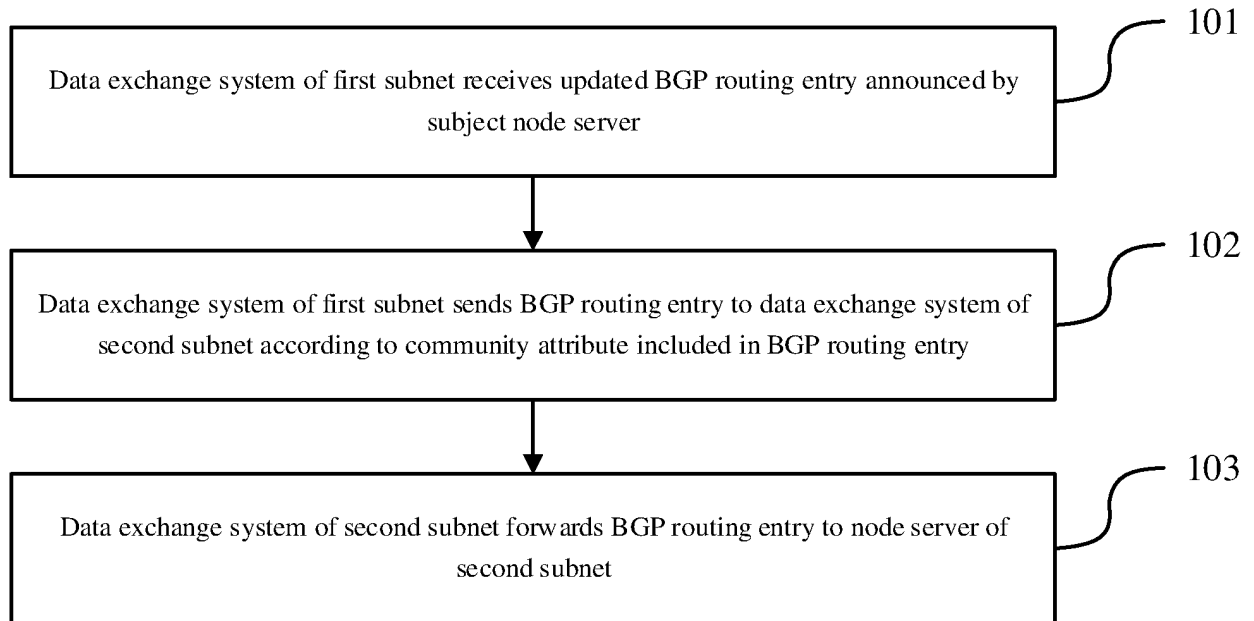 101
Data exchange system of first subnet receives updated BGP routing entry announced by
subject node server
102
Data exchange system of first subnet sends BGP routing entry to data exchange system of
second subnet according to community attribute included in BGP routing entry
103
Data exchange system of second subnet forwards BGP routing entry to node server of
second subnet